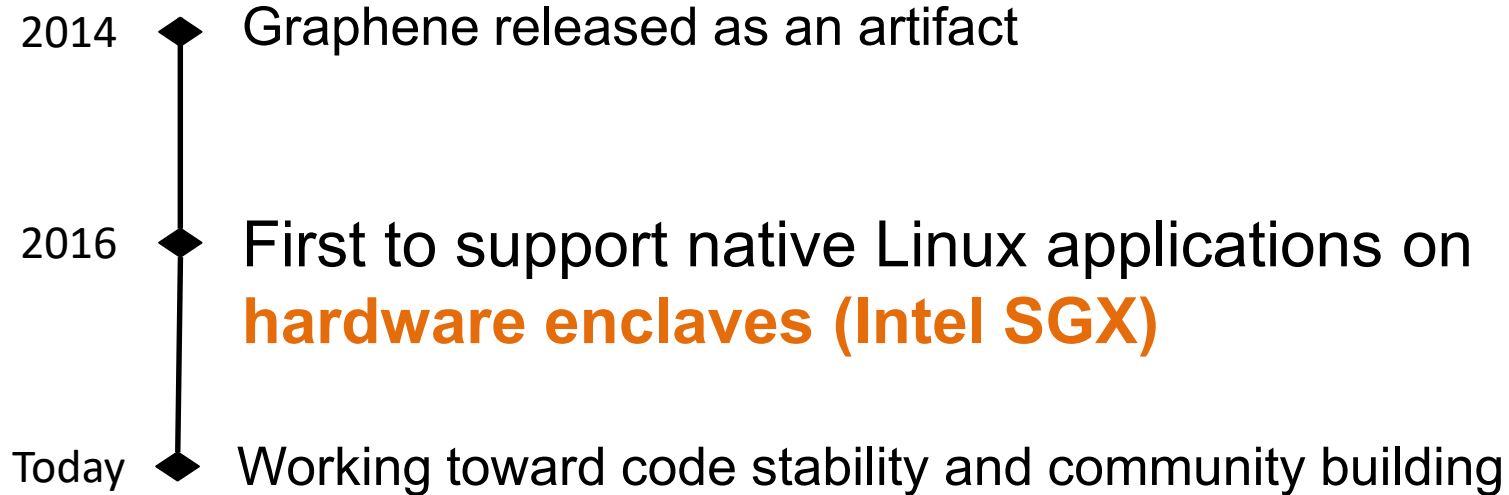 2014 Graphene released as an artifact
2016 First to support native Linux applications on
hardware enclaves (Intel SGX)
Today Working toward code stability and community building